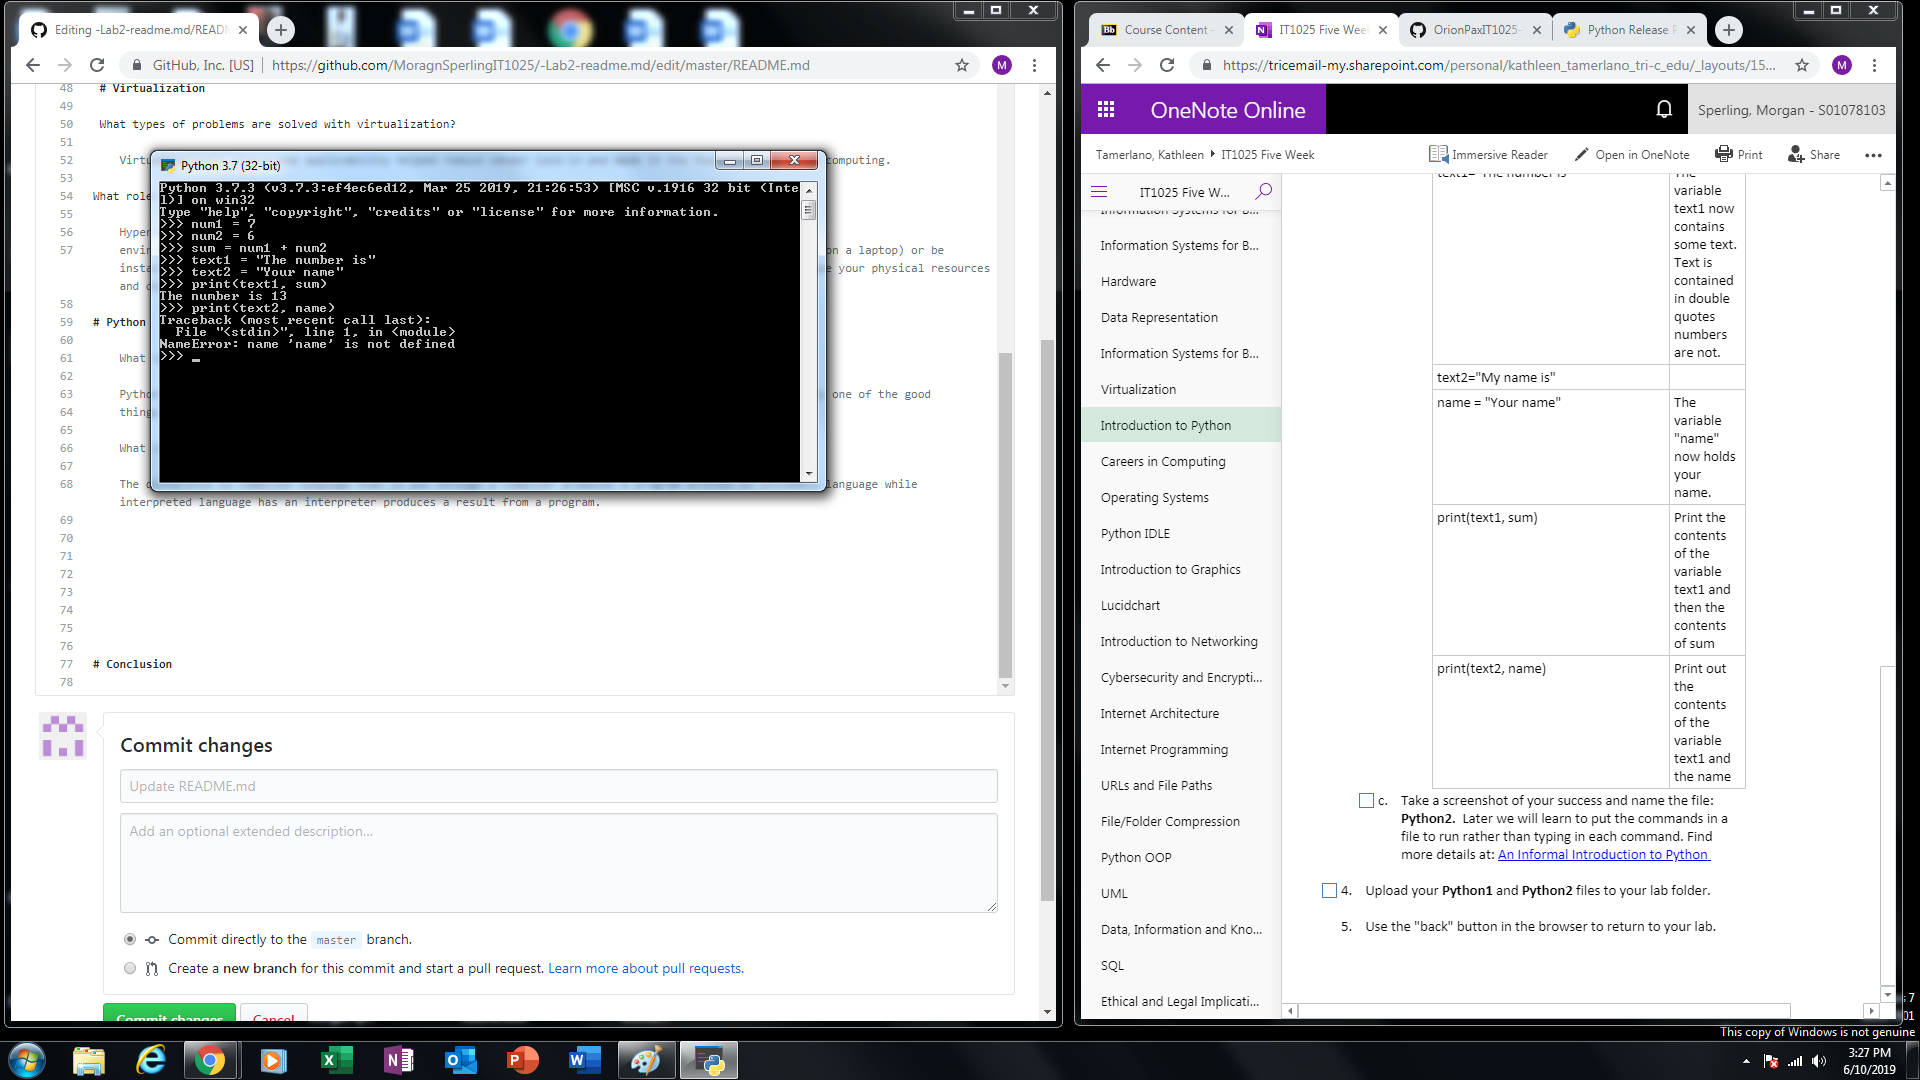 Editing -Lab2-readme.md/READ
GitHub, Inc. [US] | https://github.com/MoragnSperlingIT1025/-Lab2-readme.md/edit/master/README.md
M
48 # Virtualization
49
50 What types of problems are solved with virtualization?
51
52 Virtu
computing.
53
54 What role
55
56 Hyper
57 envir
on a laptop) or be
insta
e your physical resources
and c
58
59 # Python
60
61 What
62
63 Pytho
one of the good
64 thing
65
66 What
67
68 The d
language while
interpreted language has an interpreter produces a result from a program.
69
70
71
72
73
74
75
76
77 # Conclusion
78
Python 3.7 (32-bit)
Python 3.7.3 (v3.7.3:ef4ec6ed12, Mar 25 2019, 21:26:53) [MSC v.1916 32 bit (Inte
l)] on win32
Type "help", "copyright", "credits" or "license" for more information.
>>> num1 = 7
>>> num2 = 6
>>> sum = num1 + num2
>>> text1 = "The number is"
>>> text2 = "Your name"
>>> print(text1, sum)
The number is 13
>>> print(text2, name)
Traceback (most recent call last):
  File "<stdin>", line 1, in <module>
NameError: name 'name' is not defined
>>> _
Commit changes
Update README.md
Add an optional extended description...
Commit directly to the master branch.
Create a new branch for this commit and start a pull request. Learn more about pull requests.
Commit changes
Cancel
Bb Course Content -
IT1025 Five Wee
OrionPaxIT1025-
Python Release P
https://tricemail-my.sharepoint.com/personal/kathleen_tamerlano_tri-c_edu/_layouts/15...
M
OneNote Online
Sperling, Morgan - S01078103
Tamerlano, Kathleen
IT1025 Five Week
Immersive Reader
Open in OneNote
Print
Share
...
IT1025 Five W...
Information Systems for B...
Information Systems for B...
Hardware
Data Representation
Information Systems for B...
Virtualization
Introduction to Python
Careers in Computing
Operating Systems
Python IDLE
Introduction to Graphics
Lucidchart
Introduction to Networking
Cybersecurity and Encrypti...
Internet Architecture
Internet Programming
URLs and File Paths
File/Folder Compression
Python OOP
UML
Data, Information and Kno...
SQL
Ethical and Legal Implicati...
text1="The number is"
The
variable
text1 now
contains
some text.
Text is
contained
in double
quotes
numbers
are not.
text2="My name is"
name = "Your name"
The
variable
"name"
now holds
your
name.
print(text1, sum)
Print the
contents
of the
variable
text1 and
then the
contents
of sum
print(text2, name)
Print out
the
contents
of the
variable
text1 and
the name
c. Take a screenshot of your success and name the file:
Python2. Later we will learn to put the commands in a
file to run rather than typing in each command. Find
more details at: An Informal Introduction to Python
4. Upload your Python1 and Python2 files to your lab folder.
5. Use the "back" button in the browser to return to your lab.
s 7
01
This copy of Windows is not genuine
3:27 PM
6/10/2019